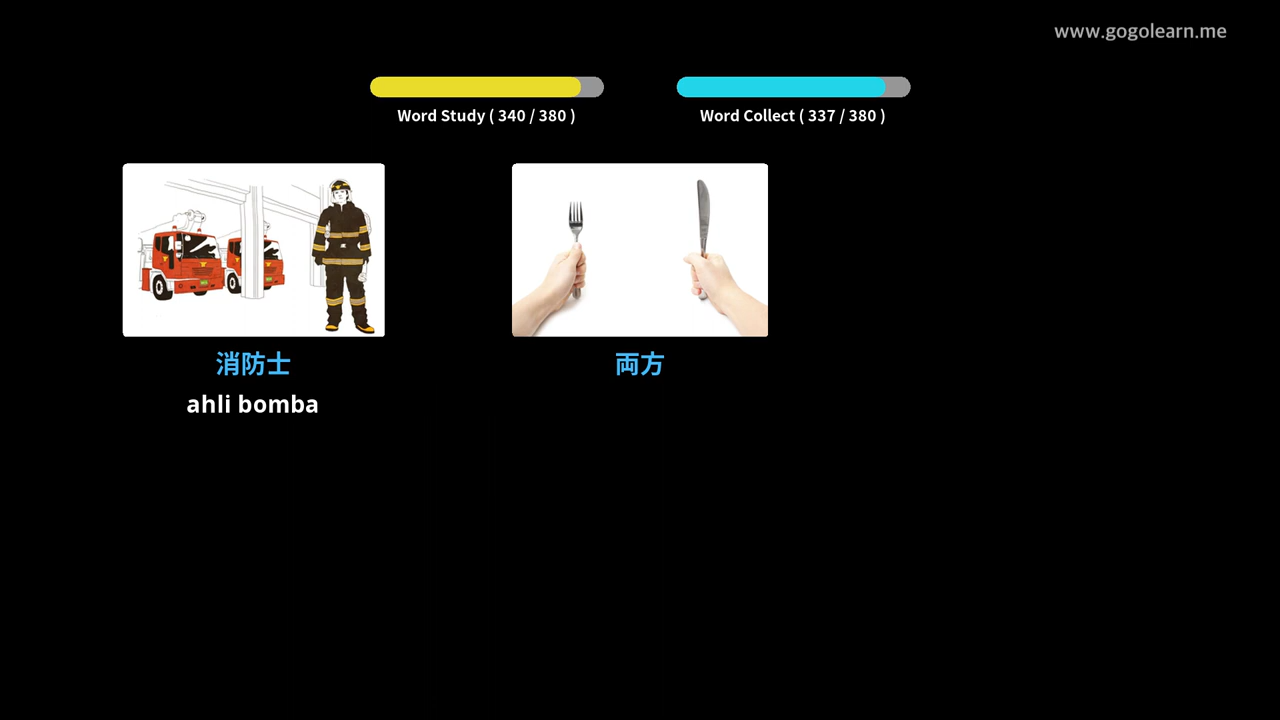 www.gogolearn.me
Word Study ( 340 / 380 )
Word Collect ( 337 / 380 )
消防士
両方
ahli bomba